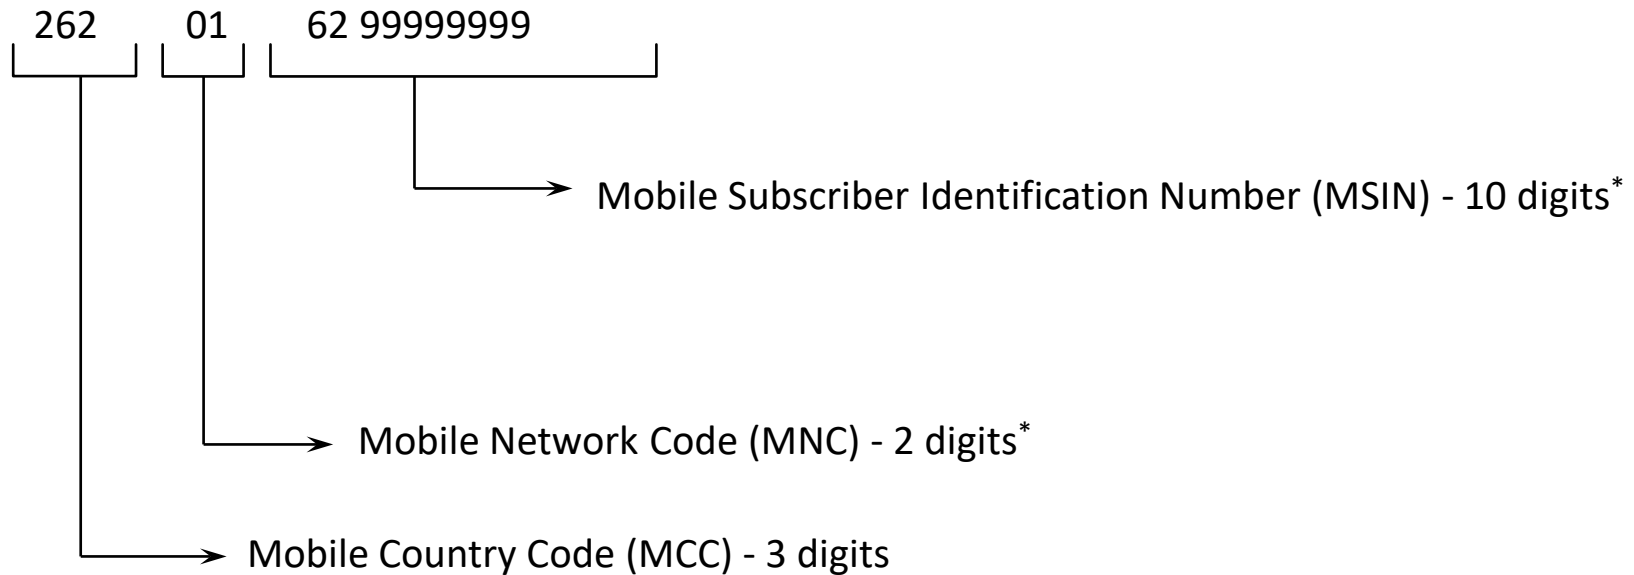 262 01 62 99999999
Mobile Subscriber Identification Number (MSIN) - 10 digits*
Mobile Network Code (MNC) - 2 digits*
Mobile Country Code (MCC) - 3 digits